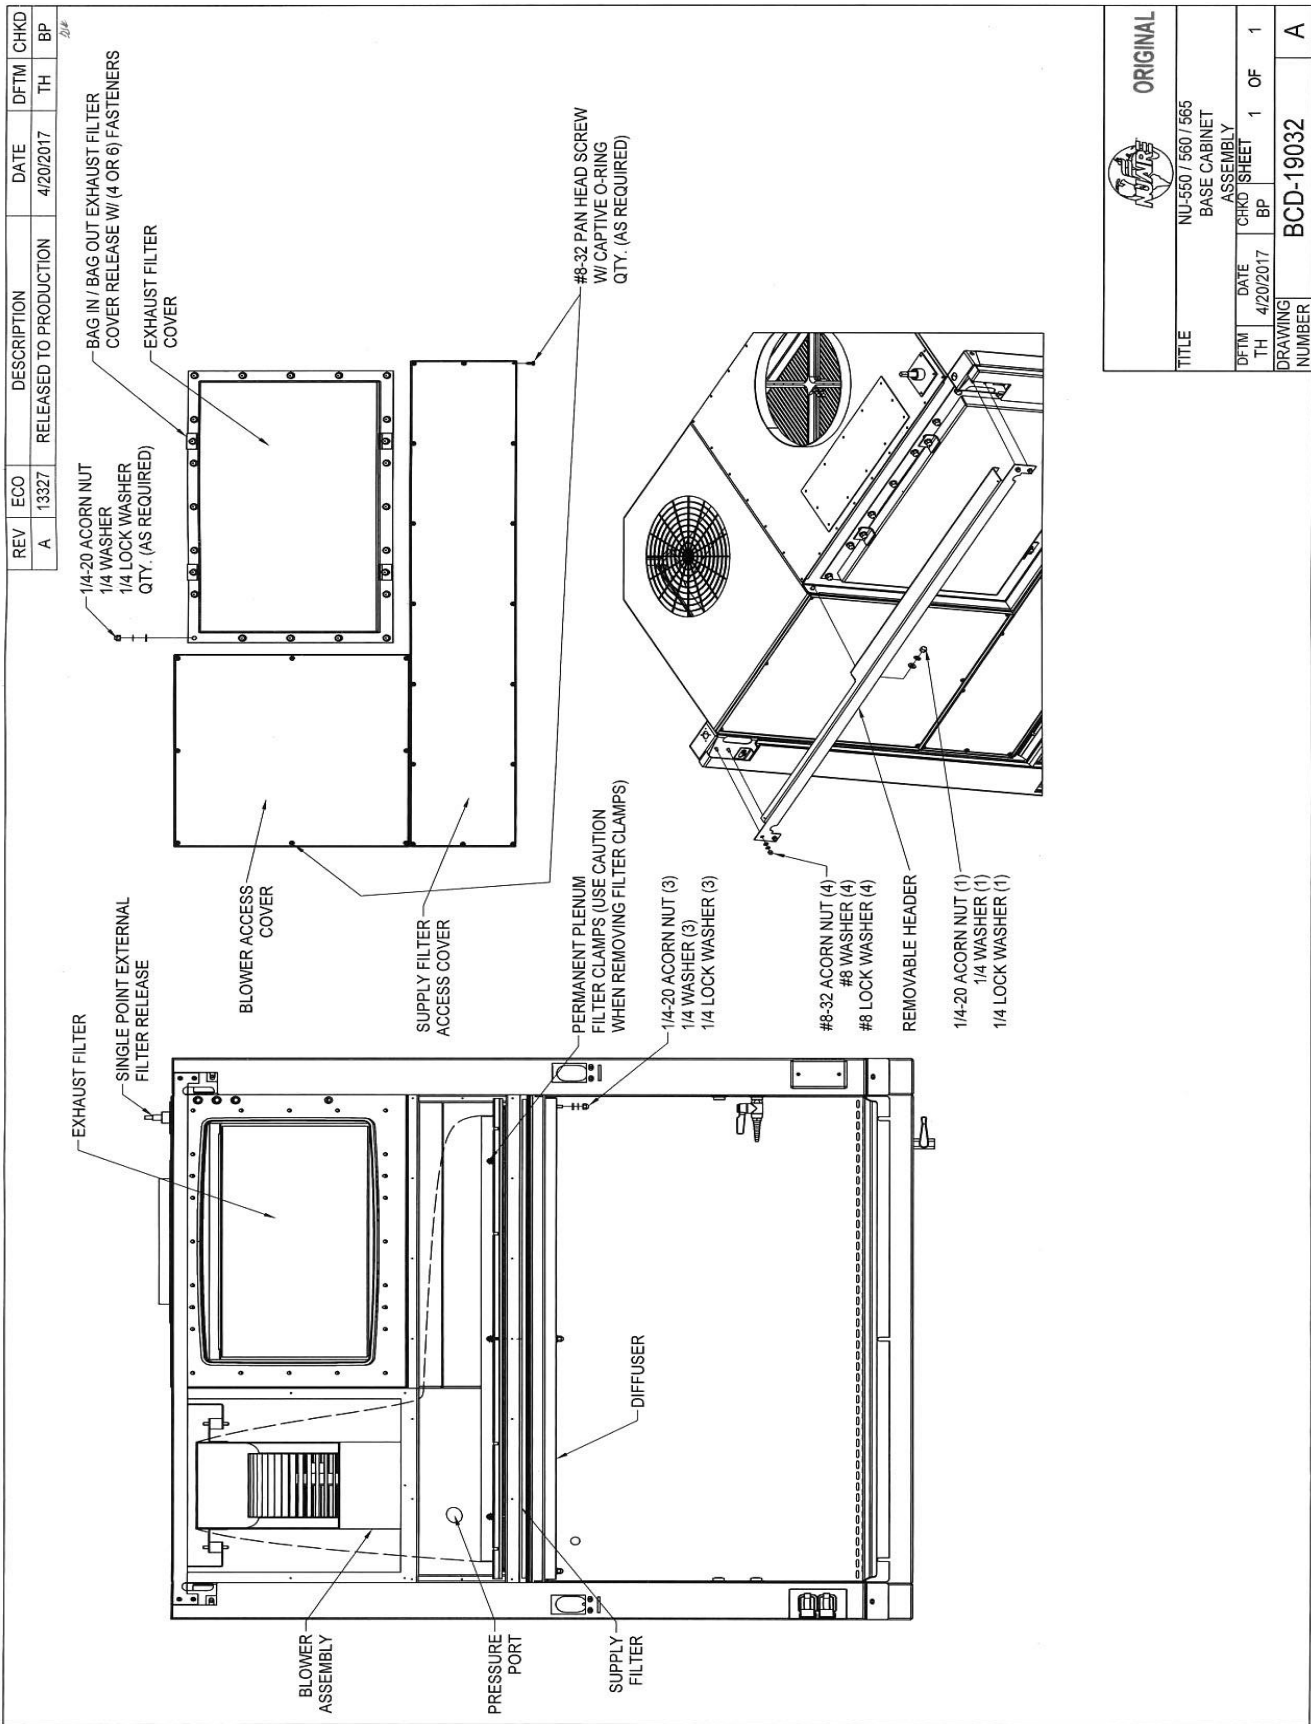 REV ECO DESCRIPTION DATE DFTM CHKD
A 13327 RELEASED TO PRODUCTION 4/20/2017 TH BP
1/4-20 ACORN NUT
1/4 WASHER
1/4 LOCK WASHER
QTY. (AS REQUIRED)
BAG IN / BAG OUT EXHAUST FILTER
COVER RELEASE W/ (4 OR 6) FASTENERS
EXHAUST FILTER
COVER
#8-32 PAN HEAD SCREW
W/ CAPTIVE O-RING
QTY. (AS REQUIRED)
BLOWER ACCESS
COVER
SUPPLY FILTER
ACCESS COVER
EXHAUST FILTER
SINGLE POINT EXTERNAL
FILTER RELEASE
PERMANENT PLENUM
FILTER CLAMPS (USE CAUTION
WHEN REMOVING FILTER CLAMPS)
1/4-20 ACORN NUT (3)
1/4 WASHER (3)
1/4 LOCK WASHER (3)
#8-32 ACORN NUT (4)
#8 WASHER (4)
#8 LOCK WASHER (4)
REMOVABLE HEADER
1/4-20 ACORN NUT (1)
1/4 WASHER (1)
1/4 LOCK WASHER (1)
BLOWER
ASSEMBLY
PRESSURE
PORT
SUPPLY
FILTER
DIFFUSER
NUAIRE
ORIGINAL
TITLE
NU-550 / 560 / 565
BASE CABINET
ASSEMBLY
DFTM DATE CHKD SHEET 1 OF 1
TH 4/20/2017 BP
DRAWING
NUMBER
BCD-19032 A